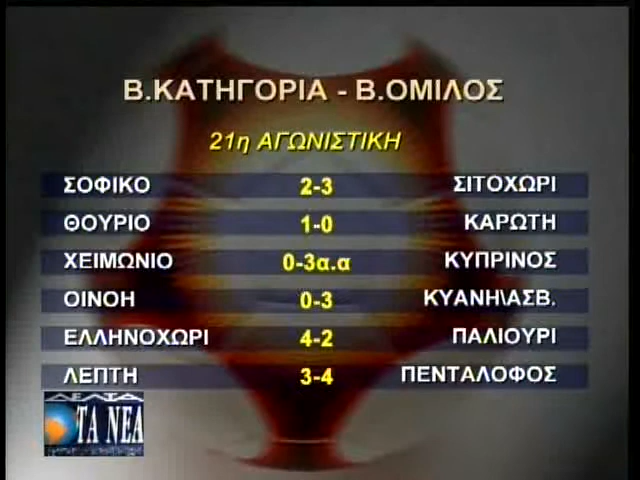 Β.ΚΑΤΗΓΟΡΙΑ - Β.ΟΜΙΛΟΣ
21η ΑΓΩΝΙΣΤΙΚΗ
ΣΟΦΙΚΟ 2-3 ΣΙΤΟΧΩΡΙ
ΘΟΥΡΙΟ 1-0 ΚΑΡΩΤΗ
ΧΕΙΜΩΝΙΟ 0-3α.α ΚΥΠΡΙΝΟΣ
ΟΙΝΟΗ 0-3 ΚΥΑΝΗ\ΑΣΒ.
ΕΛΛΗΝΟΧΩΡΙ 4-2 ΠΑΛΙΟΥΡΙ
ΛΕΠΤΗ 3-4 ΠΕΝΤΑΛΟΦΟΣ
ΔΕΛΤΑ
ΤΑ ΝΕΑ